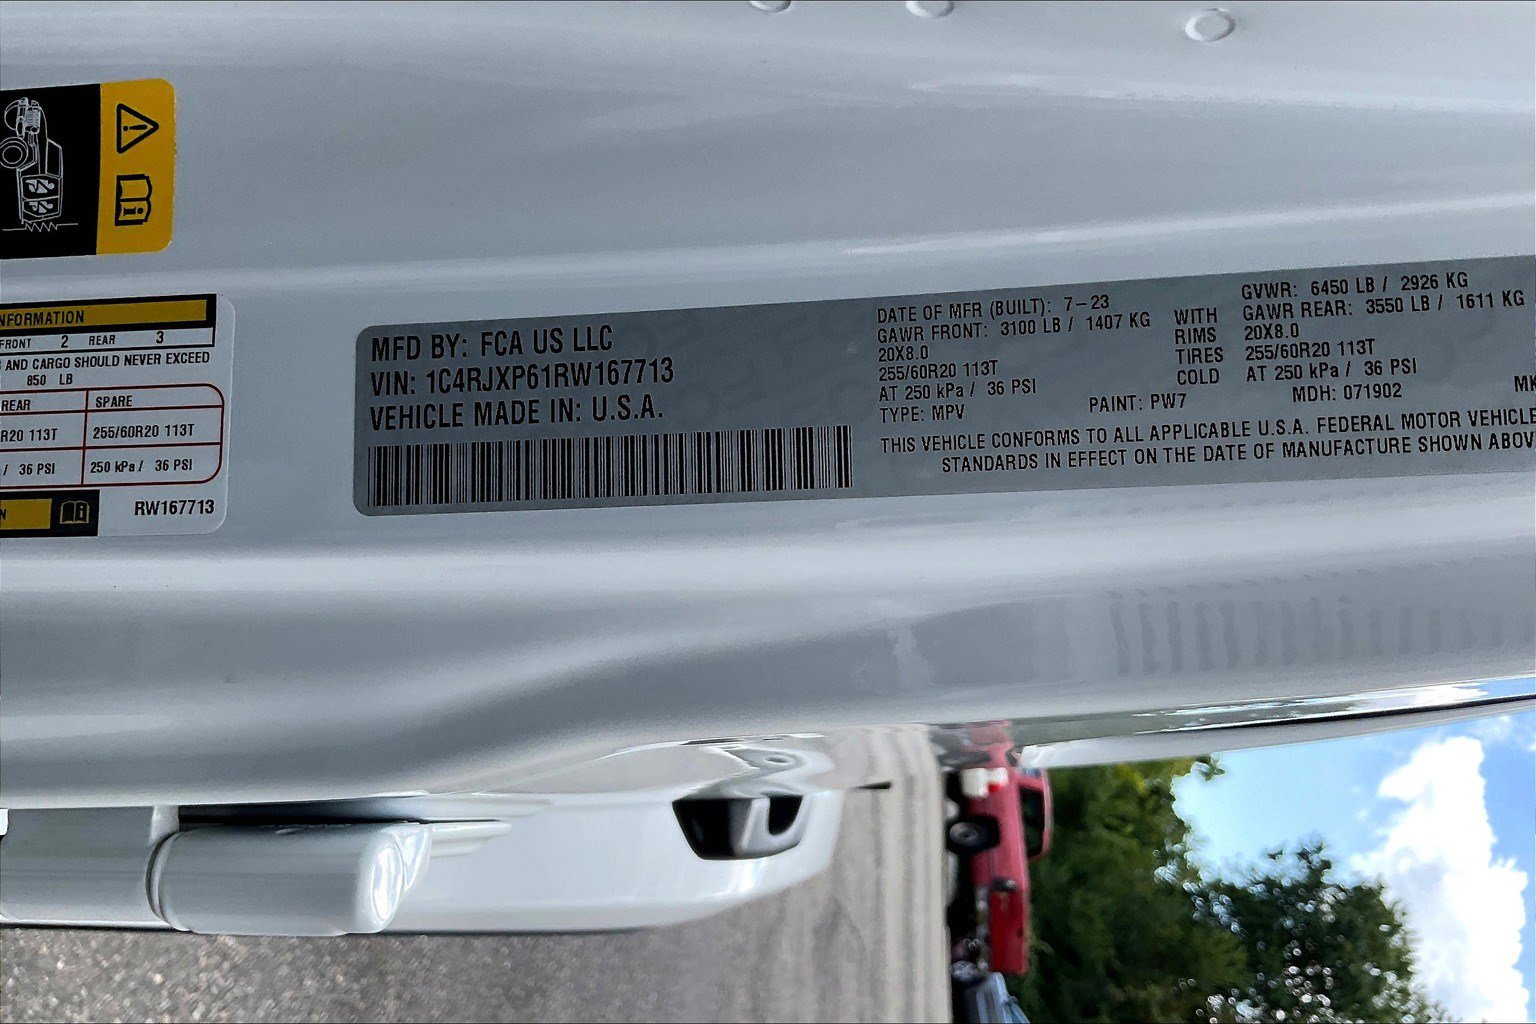 NFORMATION
FRONT 2 REAR 3
AND CARGO SHOULD NEVER EXCEED
850 LB
REAR SPARE
R20 113T 255/60R20 113T
/ 36 PSI 250 kPa / 36 PSI
RW167713
MFD BY: FCA US LLC
VIN: 1C4RJXP61RW167713
VEHICLE MADE IN: U.S.A.
DATE OF MFR (BUILT): 7-23
GAWR FRONT: 3100 LB / 1407 KG
20X8.0
255/60R20 113T
AT 250 kPa / 36 PSI
TYPE: MPV
WITH
RIMS
TIRES
COLD
GVWR: 6450 LB / 2926 KG
GAWR REAR: 3550 LB / 1611 KG
20X8.0
255/60R20 113T
AT 250 kPa / 36 PSI
PAINT: PW7 MDH: 071902
THIS VEHICLE CONFORMS TO ALL APPLICABLE U.S.A. FEDERAL MOTOR VEHICLE
STANDARDS IN EFFECT ON THE DATE OF MANUFACTURE SHOWN ABOV